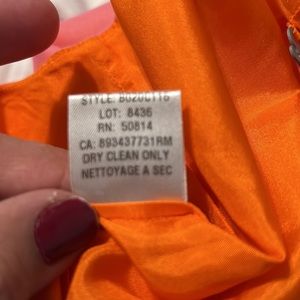 STYLE:
LOT: 8436
RN: 50814
CA: 893437731RM
DRY CLEAN ONLY
NETTOYAGE A SEC